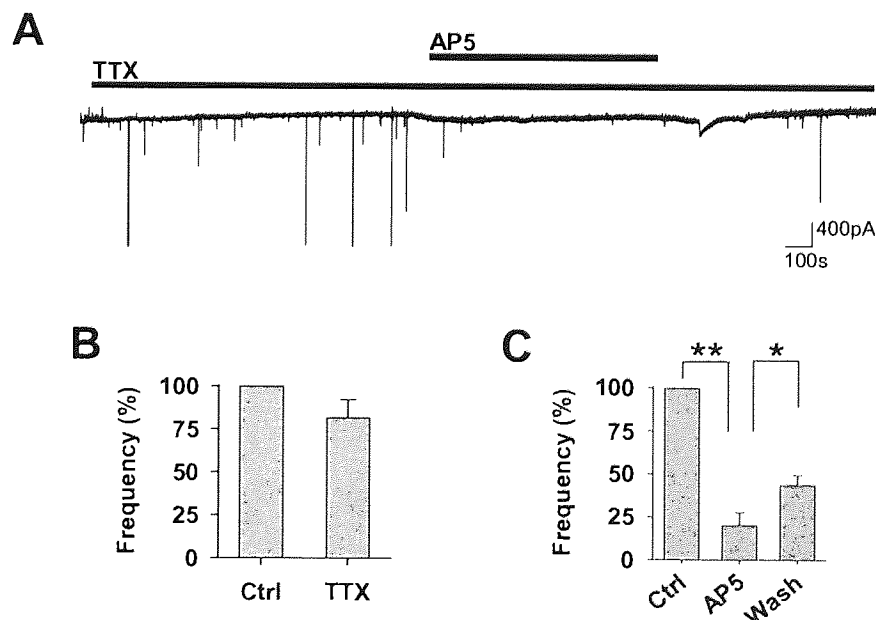 A
AP5
TTX
400pA
100s
B
Frequency (%)
100
75
50
25
0
Ctrl
TTX
C
** *
Frequency (%)
100
75
50
25
0
Ctrl
AP5
Wash